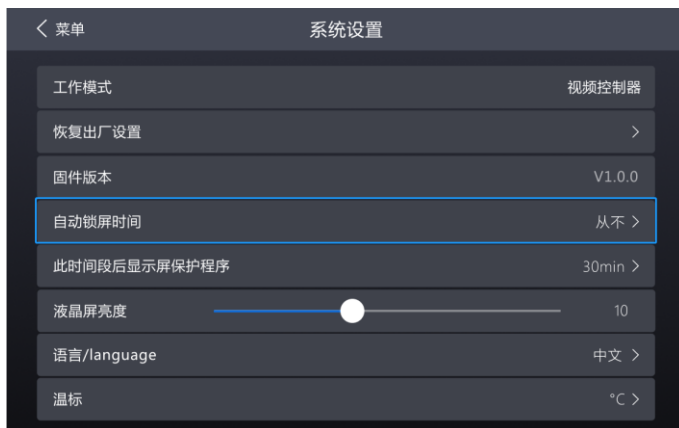 菜单 系统设置
工作模式 视频控制器
恢复出厂设置
固件版本 V1.0.0
自动锁屏时间 从不
此时间段后显示屏保护程序 30min
液晶屏亮度 10
语言/language 中文
温标 °C